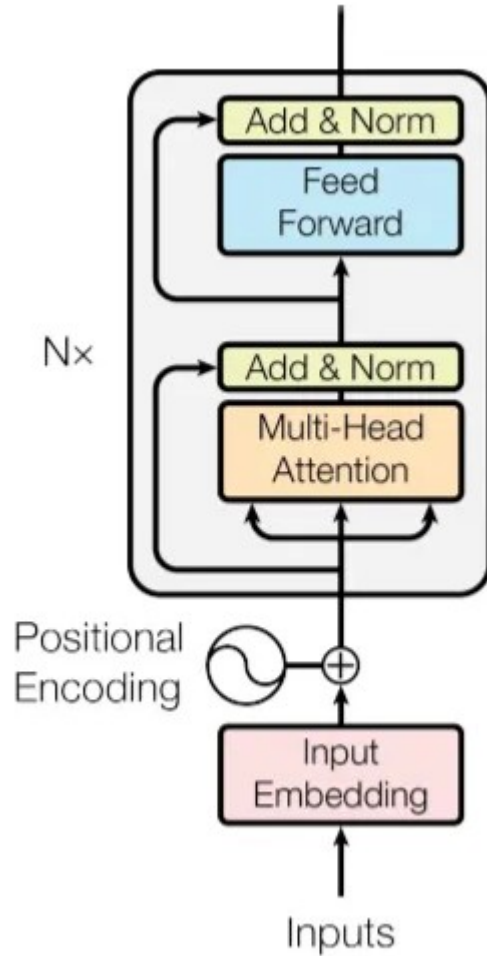 Add & Norm
Feed
Forward
Nx
Add & Norm
Multi-Head
Attention
Positional
Encoding
Input
Embedding
Inputs